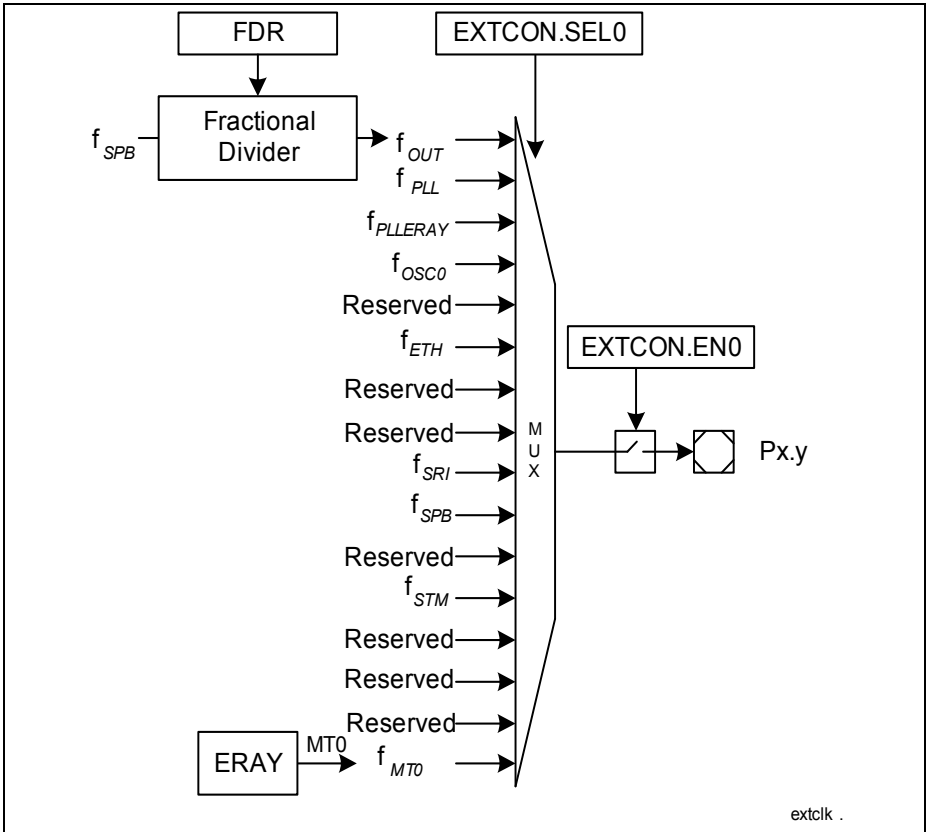 FDR
EXTCON.SEL0
f SPB
Fractional
Divider
f OUT
f PLL
f PLLERAY
f OSC0
Reserved
f ETH
EXTCON.EN0
Reserved
Reserved
M
U
X
Px.y
f SRI
f SPB
Reserved
f STM
Reserved
Reserved
Reserved
ERAY
MT0
f MT0
extclk .